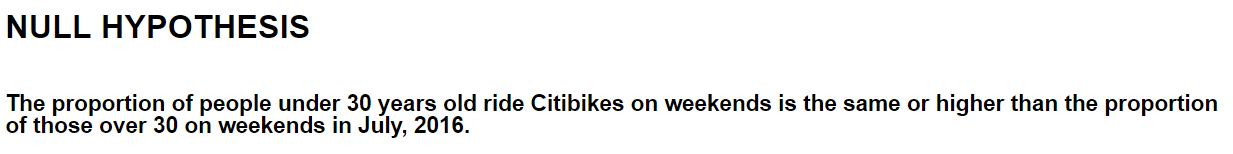 NULL HYPOTHESIS
The proportion of people under 30 years old ride Citibikes on weekends is the same or higher than the proportion
of those over 30 on weekends in July, 2016.